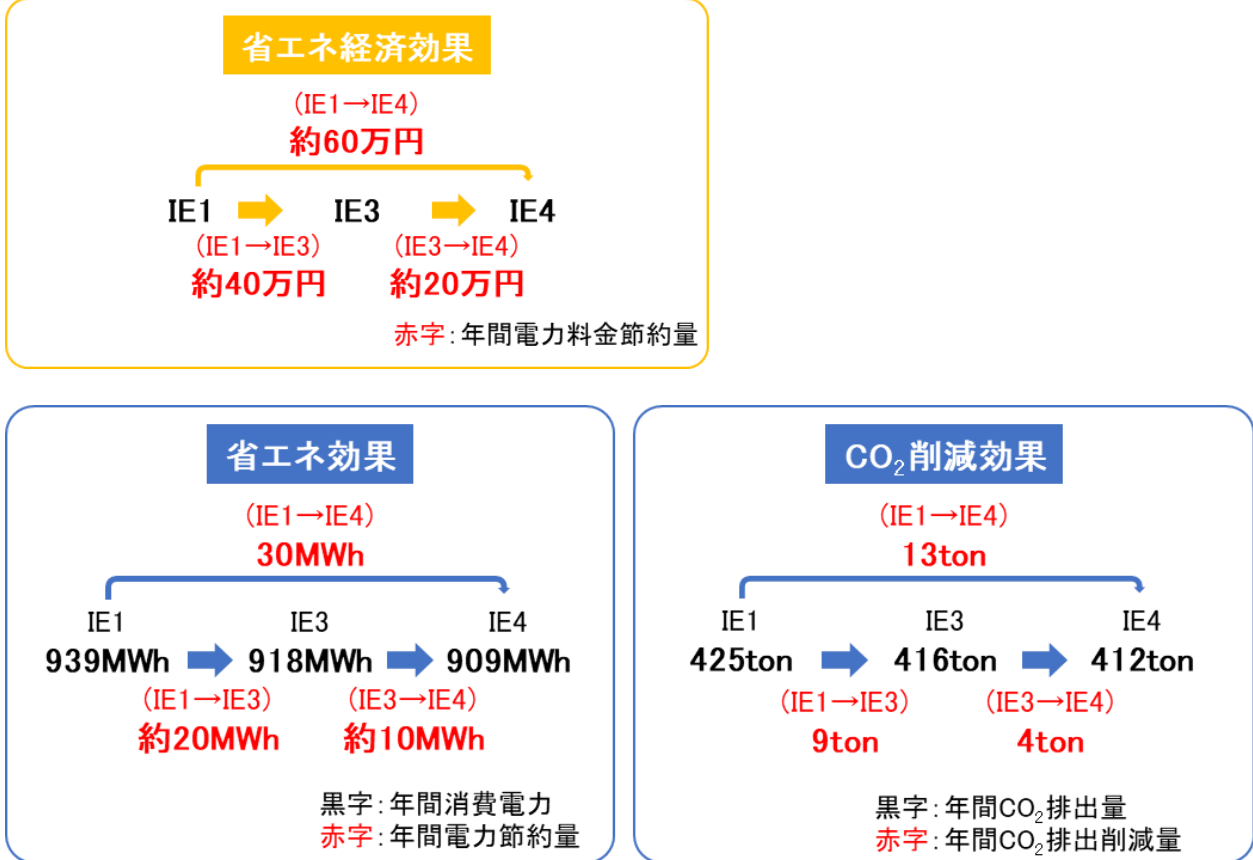 省エネ経済効果
(IE1→IE4)
約60万円
IE1 IE3 IE4
(IE1→IE3) (IE3→IE4)
約40万円 約20万円
赤字:年間電力料金節約量
省エネ効果
(IE1→IE4)
30MWh
IE1 IE3 IE4
939MWh 918MWh 909MWh
(IE1→IE3) (IE3→IE4)
約20MWh 約10MWh
黒字:年間消費電力
赤字:年間電力節約量
CO₂削減効果
(IE1→IE4)
13ton
IE1 IE3 IE4
425ton 416ton 412ton
(IE1→IE3) (IE3→IE4)
9ton 4ton
黒字:年間CO₂排出量
赤字:年間CO₂排出削減量